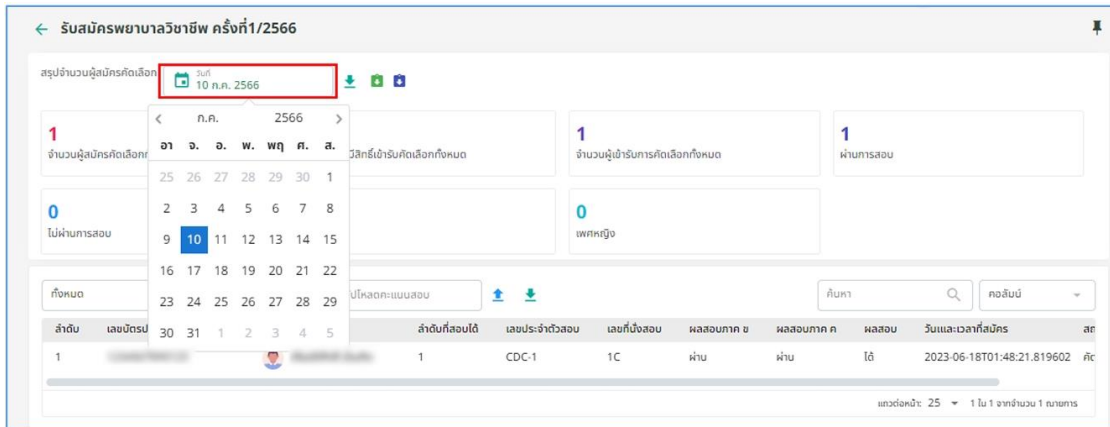 รับสมัครพยาบาลวิชาชีพ ครั้งที่1/2566
สรุปจำนวนผู้สมัครคัดเลือก
วันที่
10 ก.ค. 2566
ก.ค. 2566
อา จ. อ. พ. พฤ ศ. ส.
25 26 27 28 29 30 1
2 3 4 5 6 7 8
9 10 11 12 13 14 15
16 17 18 19 20 21 22
23 24 25 26 27 28 29
30 31 1 2 3 4 5
1
จำนวนผู้สมัครคัดเลือก
มีสิทธิ์เข้ารับคัดเลือกทั้งหมด
1
จำนวนผู้เข้ารับการคัดเลือกทั้งหมด
1
ผ่านการสอบ
0
ไม่ผ่านการสอบ
0
เพศหญิง
ทั้งหมด
ปโหลดคะแนนสอบ
ค้นหา
คอลัมน์
ลำดับ เลขบัตรป ลำดับที่สอบได้ เลขประจำตัวสอบ เลขที่นั่งสอบ ผลสอบภาค ข ผลสอบภาค ค ผลสอบ วันและเวลาที่สมัคร
1 1 CDC-1 1C ผ่าน ผ่าน ได้ 2023-06-18T01:48:21.819602
แถวต่อหน้า: 25 1 ใน 1 จากจำนวน 1 ณายการ